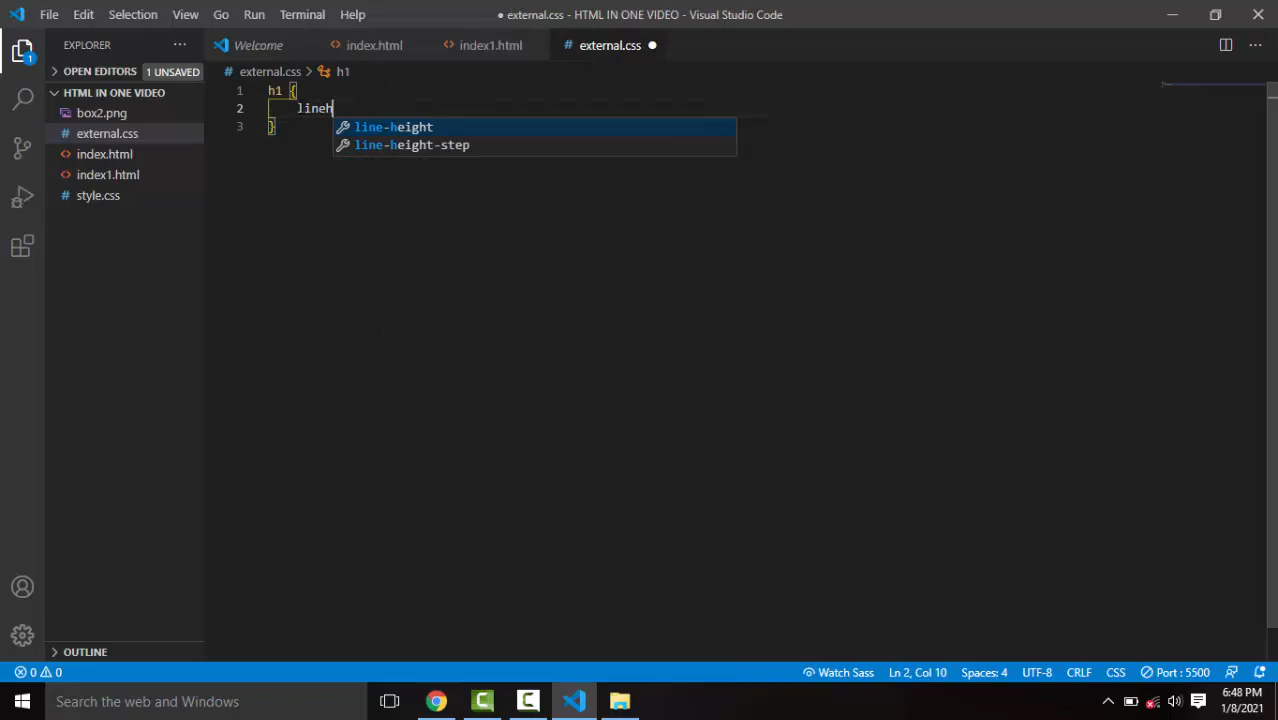 File Edit Selection View Go Run Terminal Help ● external.css - HTML IN ONE VIDEO - Visual Studio Code
EXPLORER ··· Welcome <> index.html <> index1.html # external.css ●
> OPEN EDITORS 1 UNSAVED # external.css > h1
HTML IN ONE VIDEO
box2.png
# external.css
<> index.html
<> index1.html
# style.css
1 h1 {
2 lineh
3 }
line-height
line-height-step
1
> OUTLINE
0 0 Watch Sass Ln 2, Col 10 Spaces: 4 UTF-8 CRLF CSS Port : 5500
Search the web and Windows
6:48 PM
1/8/2021